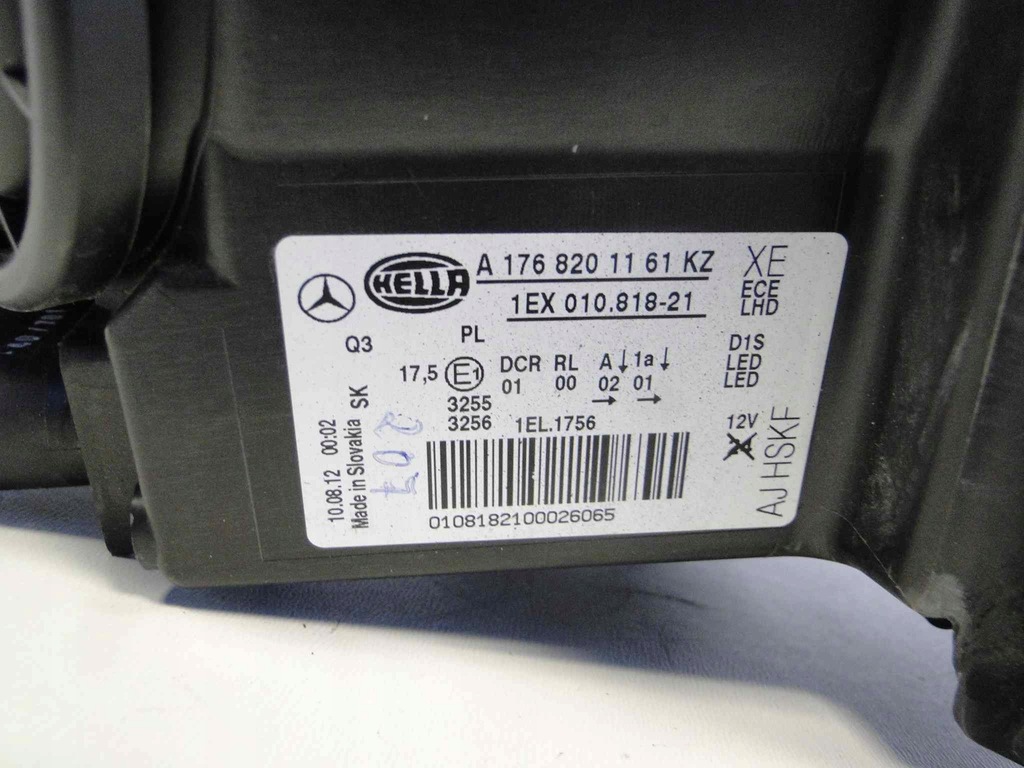 HELLA
A 176 820 11 61 KZ
1EX 010.818-21
XE
ECE
LHD
Q3
PL
17,5 E1 DCR RL A↓ 1a↓
01 00 02 01
→ →
3255
3256 1EL.1756
D1S
LED
LED
12V
AJ HSKF
10.08.12 00:02
Made in Slovakia SK
0108182100026065